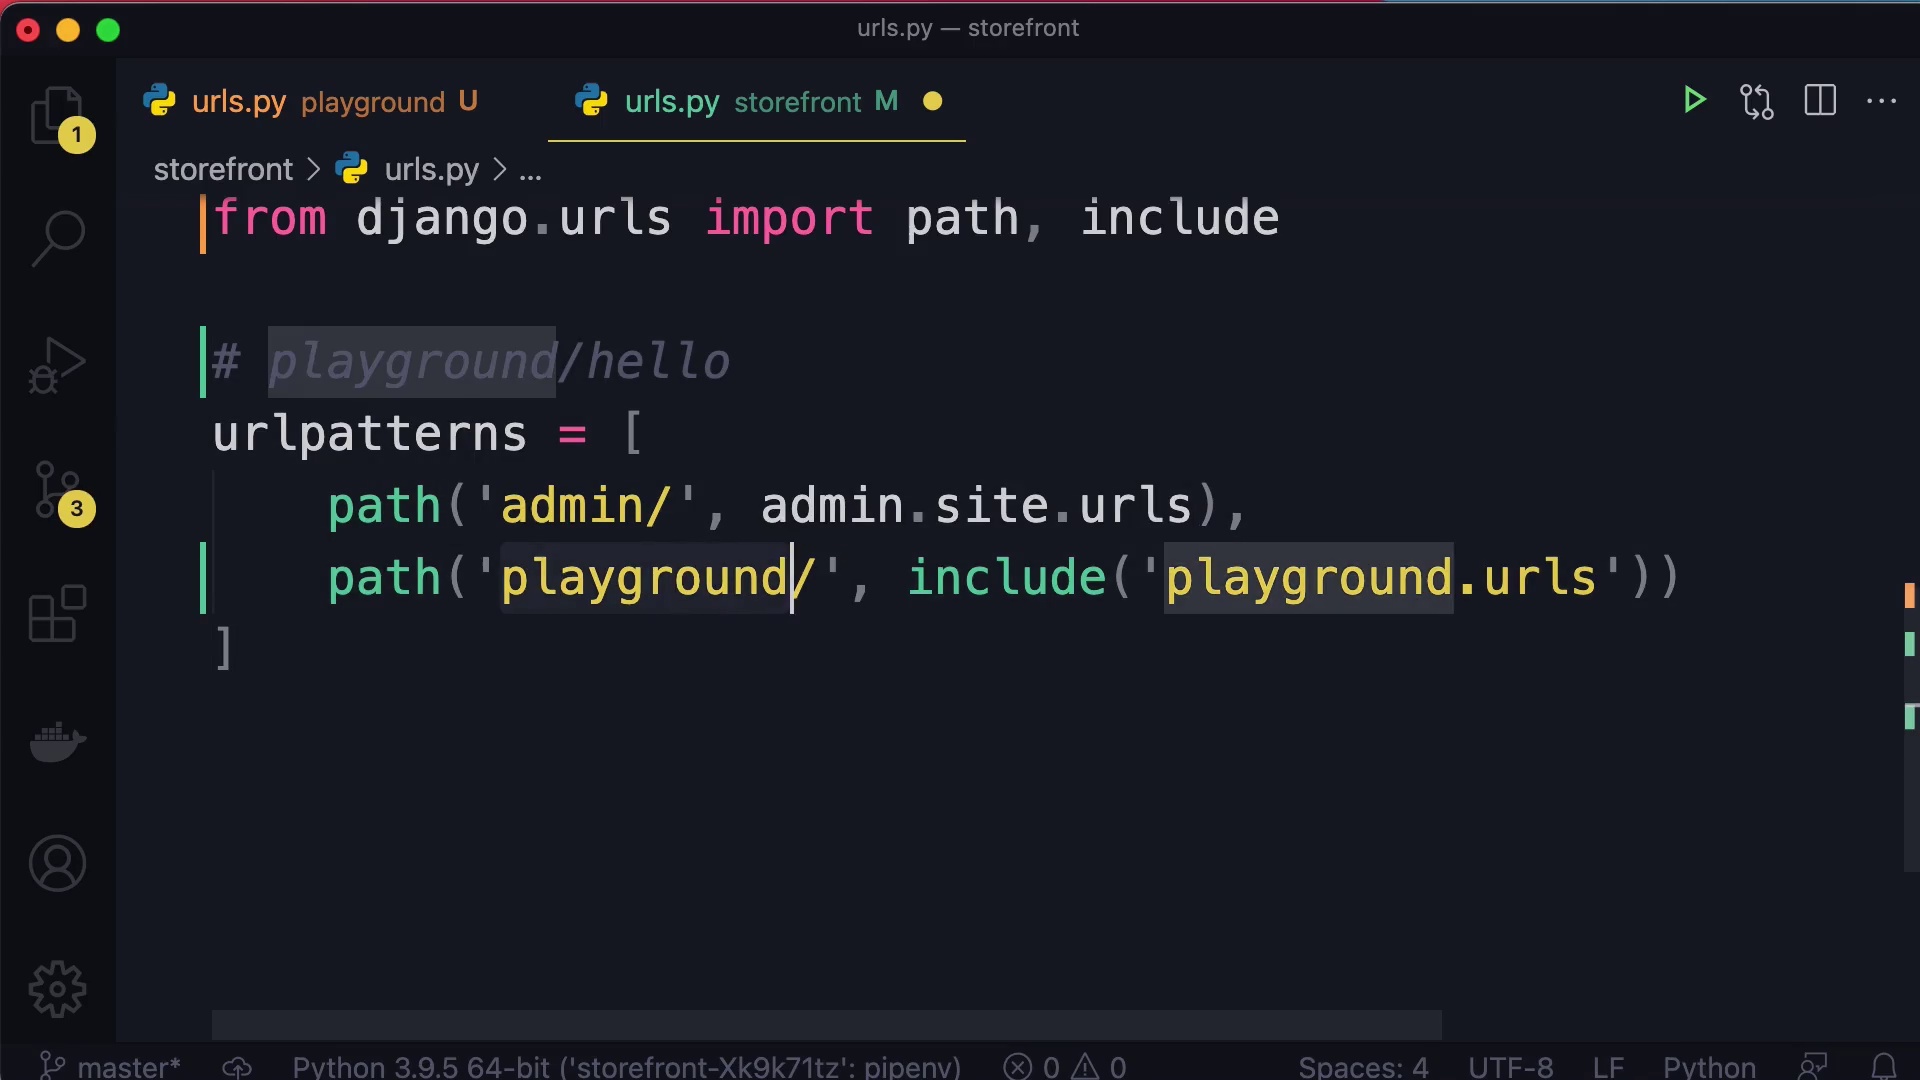 urls.py — storefront
urls.py playground U urls.py storefront M
1
storefront > urls.py > ...
from django.urls import path, include
# playground/hello
urlpatterns = [
path('admin/', admin.site.urls),
3
path('playground/', include('playground.urls'))
]
master* Python 3.9.5 64-bit ('storefront-Xk9k71tz': pipenv) 0 0 Spaces: 4 UTF-8 LF Python